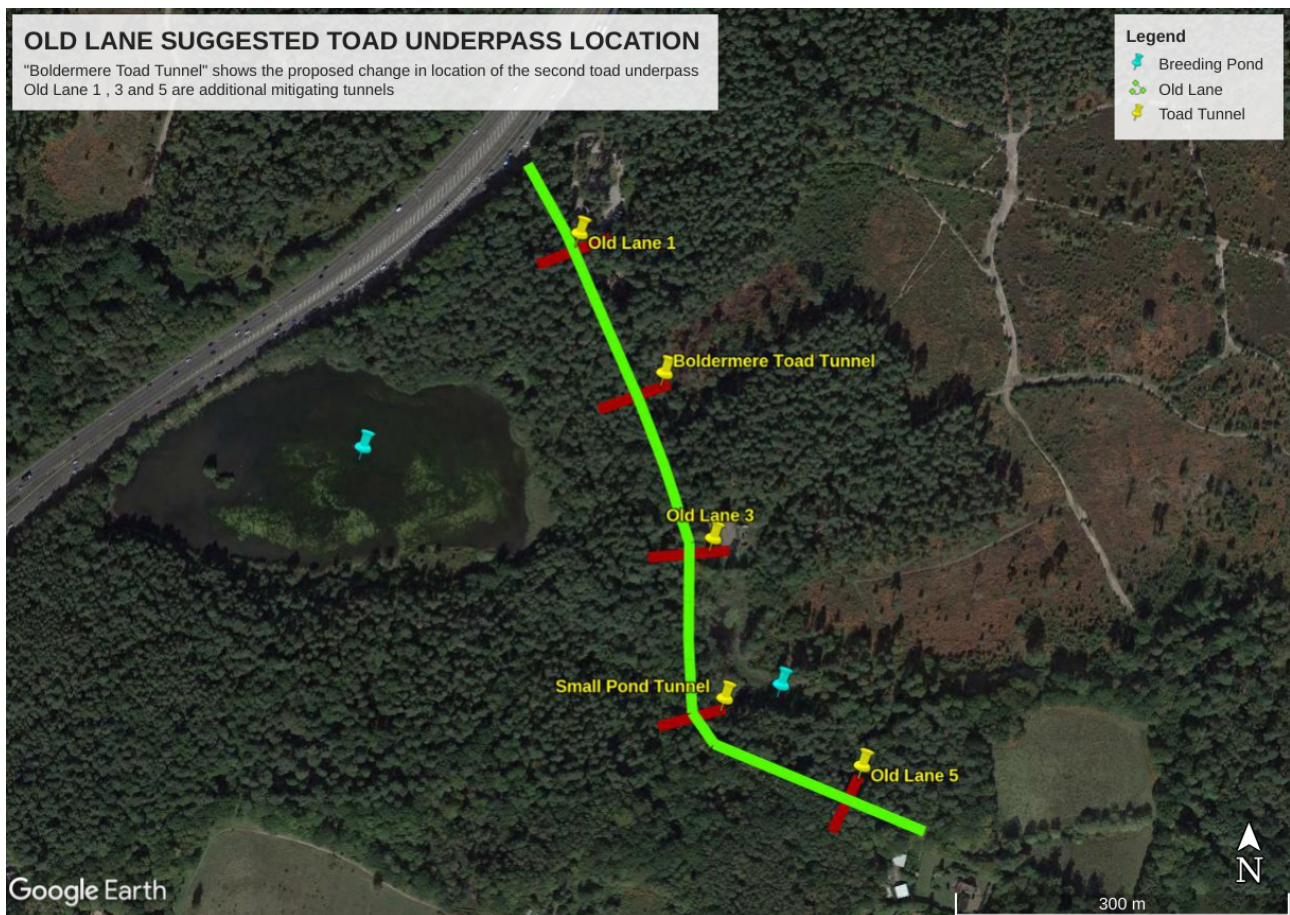 OLD LANE SUGGESTED TOAD UNDERPASS LOCATION
"Boldermere Toad Tunnel" shows the proposed change in location of the second toad underpass
Old Lane 1 , 3 and 5 are additional mitigating tunnels
Legend
Breeding Pond
Old Lane
Toad Tunnel
Old Lane 1
Boldermere Toad Tunnel
Old Lane 3
Small Pond Tunnel
Old Lane 5
N
Google Earth
300 m